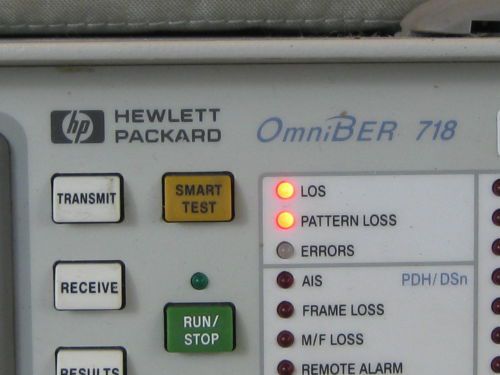 hp HEWLETT PACKARD OmniBER 718
TRANSMIT
SMART TEST
LOS
PATTERN LOSS
ERRORS
RECEIVE
AIS PDH/DSn
FRAME LOSS
RUN/ STOP
M/F LOSS
RESULTS
REMOTE ALARM